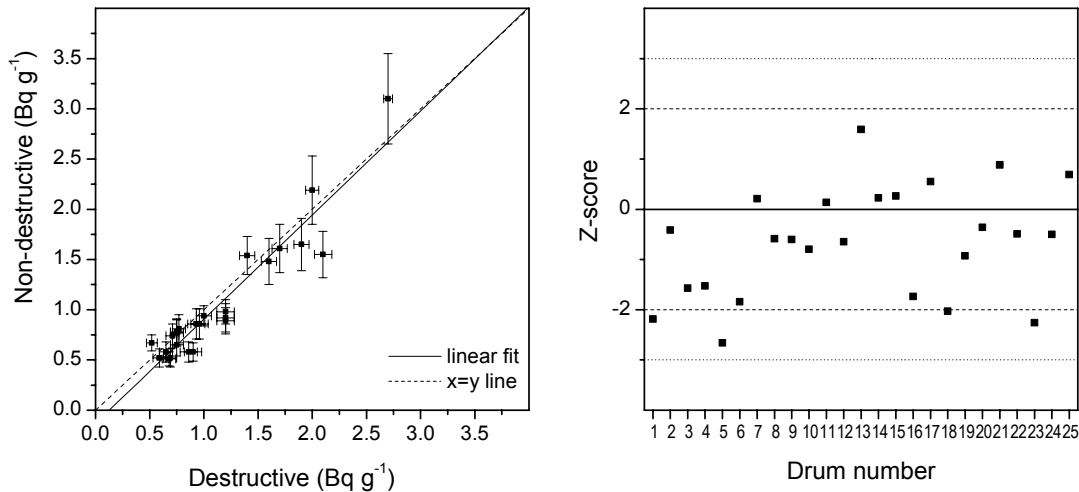 Non-destructive (Bq g-1)
3.5
3.0
2.5
2.0
1.5
1.0
0.5
0.0
linear fit
x=y line
0.0 0.5 1.0 1.5 2.0 2.5 3.0 3.5
Destructive (Bq g-1)
Z-score
2
0
-2
1 2 3 4 5 6 7 8 9 10 11 12 13 14 15 16 17 18 19 20 21 22 23 24 25
Drum number